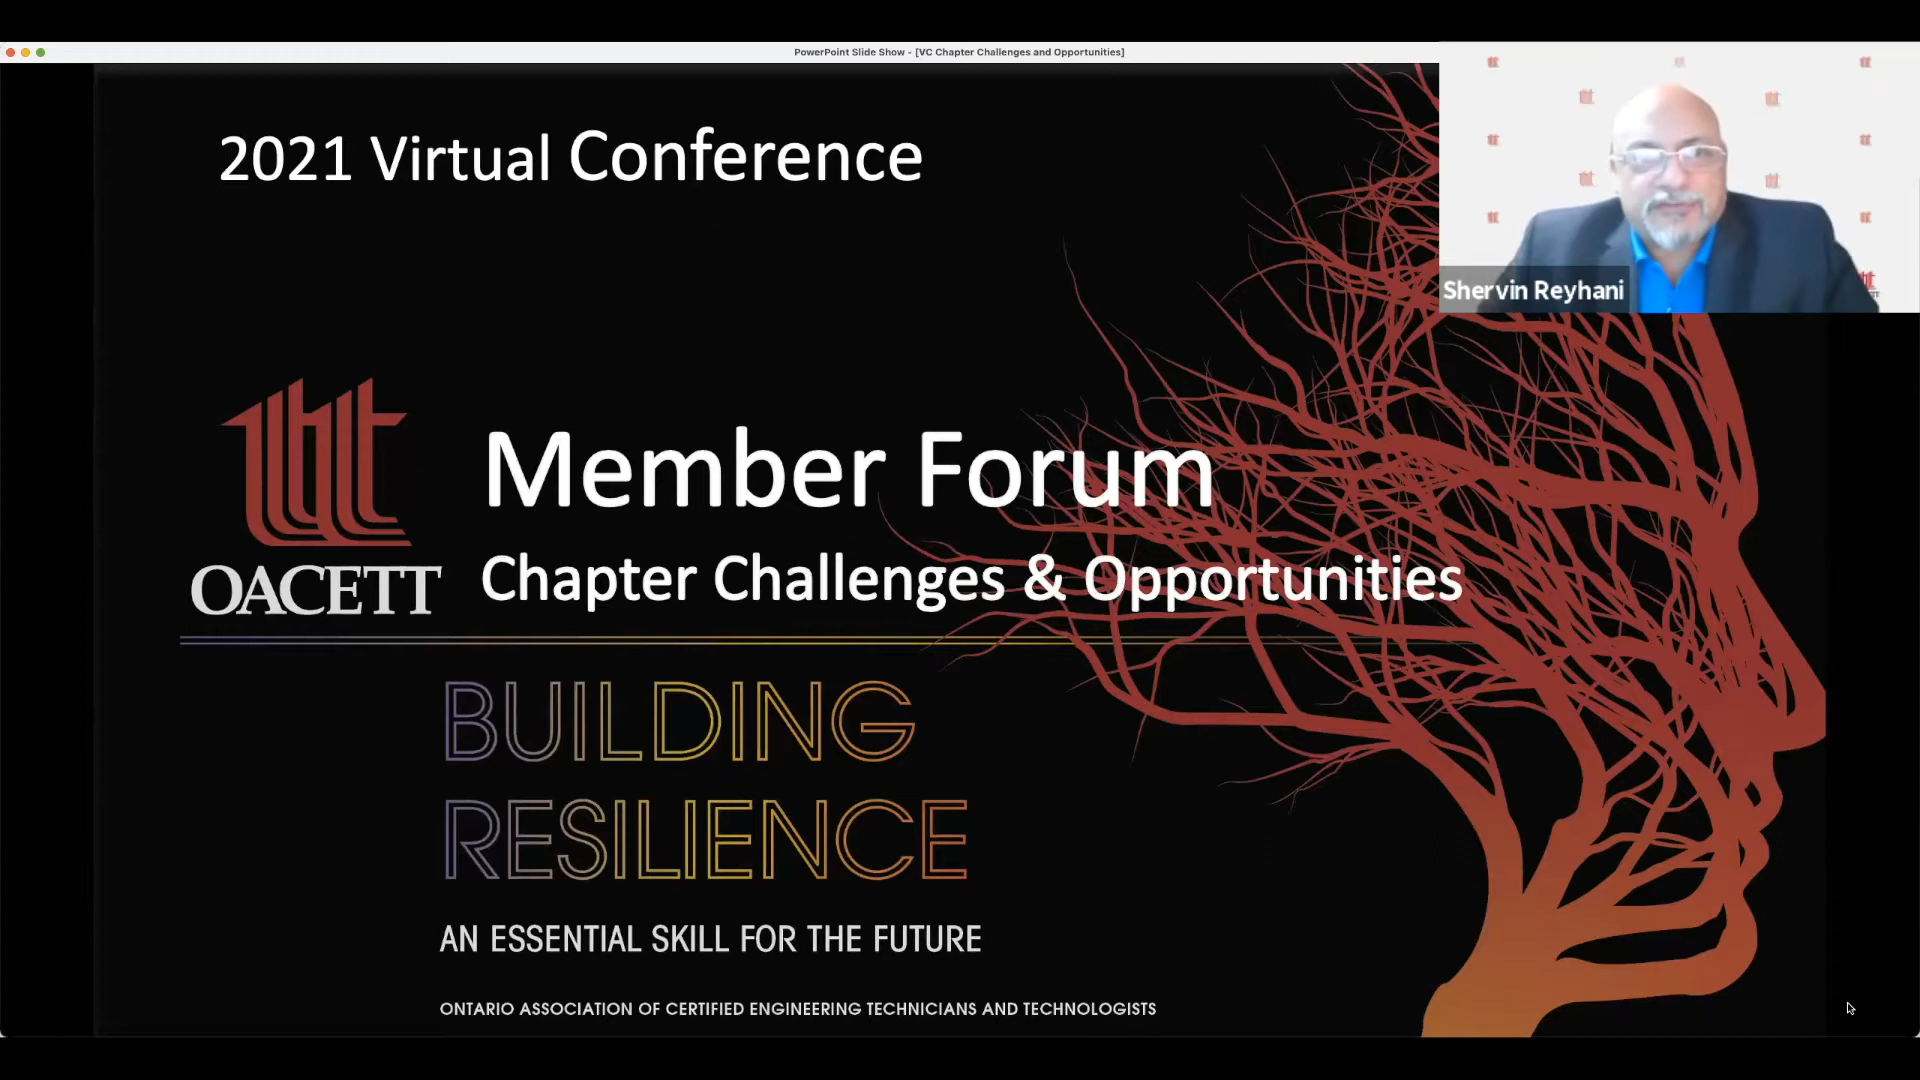 PowerPoint Slide Show - [VC Chapter Challenges and Opportunities]
2021 Virtual Conference
Shervin Reyhani
Member Forum
OACETT
Chapter Challenges & Opportunities
BUILDING
RESILIENCE
AN ESSENTIAL SKILL FOR THE FUTURE
ONTARIO ASSOCIATION OF CERTIFIED ENGINEERING TECHNICIANS AND TECHNOLOGISTS